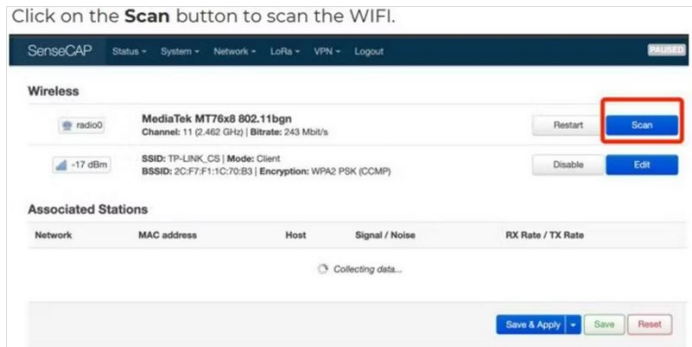 Click on the Scan button to scan the WIFI.
SenseCAP Status System Network LoRa VPN Logout PAUSED
Wireless
radio0 MediaTek MT76x8 802.11bgn Restart Scan
Channel: 11 (2.462 GHz) | Bitrate: 243 Mbit/s
-17 dBm SSID: TP-LINK_CS | Mode: Client Disable Edit
BSSID: 2C:F7:F1:1C:70:B3 | Encryption: WPA2 PSK (CCMP)
Associated Stations
Network MAC address Host Signal / Noise RX Rate / TX Rate
Collecting data...
Save & Apply Save Reset